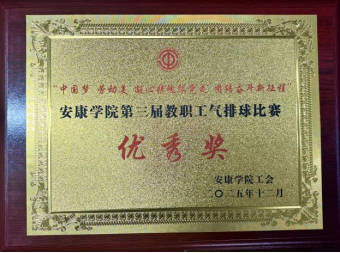 "中国梦 劳动美 凝心铸魂跟党走 团结奋斗新征程"
安康学院第三届教职工气排球比赛
优秀奖
安康学院工会
二〇二五年十二月